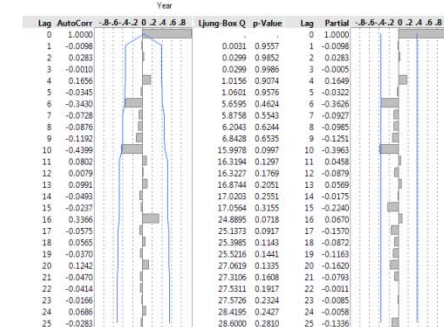 Year
Lag AutoCorr -.8-.6-.4-.2 0 .2 .4 .6 .8 Ljung-Box Q p-Value Lag Partial -.8-.6-.4-.2 0 .2 .4 .6 .8
0 1.0000 . . 0 1.0000
1 -0.0098 0.0031 0.9557 1 -0.0098
2 0.0283 0.0299 0.9852 2 0.0283
3 -0.0010 0.0299 0.9986 3 -0.0005
4 0.1656 1.0156 0.9074 4 0.1649
5 -0.0345 1.0601 0.9576 5 -0.0322
6 -0.3430 5.6595 0.4624 6 -0.3626
7 -0.0728 5.8758 0.5543 7 -0.0927
8 -0.0876 6.2043 0.6244 8 -0.0985
9 -0.1192 6.8428 0.6535 9 -0.1251
10 -0.4399 15.9978 0.0997 10 -0.3963
11 0.0802 16.3194 0.1297 11 0.0458
12 0.0079 16.3227 0.1769 12 -0.0879
13 0.0991 16.8744 0.2051 13 0.0569
14 -0.0493 17.0203 0.2551 14 -0.0175
15 -0.0237 17.0564 0.3155 15 -0.2240
16 0.3366 24.8895 0.0718 16 0.0670
17 -0.0575 25.1373 0.0917 17 -0.1570
18 0.0565 25.3985 0.1143 18 -0.0872
19 -0.0370 25.5216 0.1441 19 -0.1163
20 0.1242 27.0619 0.1335 20 -0.1620
21 -0.0470 27.3106 0.1608 21 -0.0793
22 -0.0414 27.5311 0.1917 22 -0.0011
23 -0.0166 27.5726 0.2324 23 -0.0085
24 0.0686 28.4195 0.2427 24 -0.0058
25 -0.0283 28.6000 0.2810 25 -0.1336